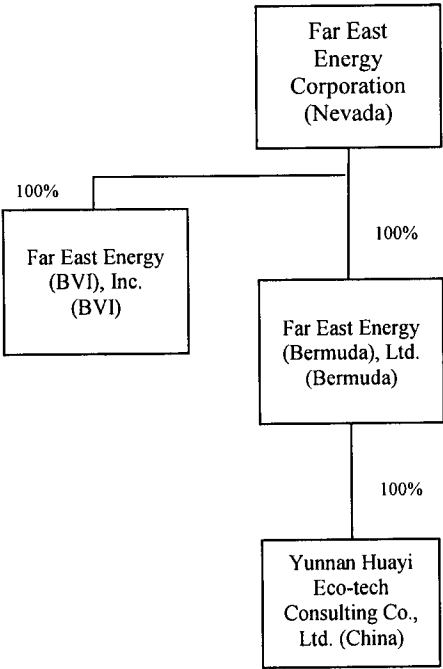 Far East
Energy
Corporation
(Nevada)
100%
100%
Far East Energy
(BVI), Inc.
(BVI)
Far East Energy
(Bermuda), Ltd.
(Bermuda)
100%
Yunnan Huayi
Eco-tech
Consulting Co.,
Ltd. (China)